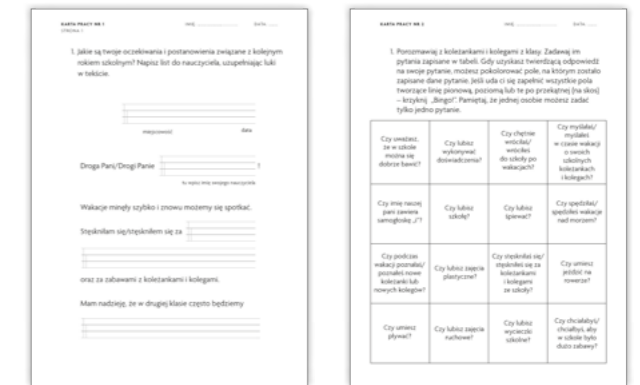 KARTA PRACY NR 1 IMIĘ DATA
STRONA 1
1. Jakie są twoje oczekiwania i postanowienia związane z kolejnym
rokiem szkolnym? Napisz list do nauczyciela, uzupełniając luki
w tekście.
miejscowość data
Droga Pani/Drogi Panie !
tu wpisz imię swojego nauczyciela
Wakacje minęły szybko i znowu możemy się spotkać.
Stęskniłam się/stęskniłem się za
oraz za zabawami z koleżankami i kolegami.
Mam nadzieję, że w drugiej klasie często będziemy
KARTA PRACY NR 2 IMIĘ DATA
1. Porozmawiaj z koleżankami i kolegami z klasy. Zadawaj im
pytania zapisane w tabeli. Gdy uzyskasz twierdzącą odpowiedź
na swoje pytanie, możesz pokolorować pole, na którym zostało
zapisane dane pytanie. Jeśli uda ci się zapełnić wszystkie pola
tworzące linię pionową, poziomą lub te po przekątnej (na skos)
– krzyknij „Bingo!”. Pamiętaj, że jednej osobie możesz zadać
tylko jedno pytanie.
Czy uważasz,
że w szkole
można się
dobrze bawić?
Czy lubisz
wykonywać
doświadczenia?
Czy chętnie
wróciłaś/
wróciłeś
do szkoły po
wakacjach?
Czy myślałaś/
myślałeś
w czasie wakacji
o swoich
szkolnych
koleżankach
i kolegach?
Czy imię naszej
pani zawiera
samogłoskę „i”?
Czy lubisz
szkołę?
Czy lubisz
śpiewać?
Czy spędziłaś/
spędziłeś wakacje
nad morzem?
Czy podczas
wakacji poznałaś/
poznałeś nowe
koleżanki lub
nowych kolegów?
Czy lubisz zajęcia
plastyczne?
Czy stęskniłaś się/
stęskniłeś się za
koleżankami
i kolegami
ze szkoły?
Czy umiesz
jeździć na
rowerze?
Czy umiesz
pływać?
Czy lubisz zajęcia
ruchowe?
Czy lubisz
wycieczki
szkolne?
Czy chciałabyś/
chciałbyś, aby
w szkole było
dużo zabawy?